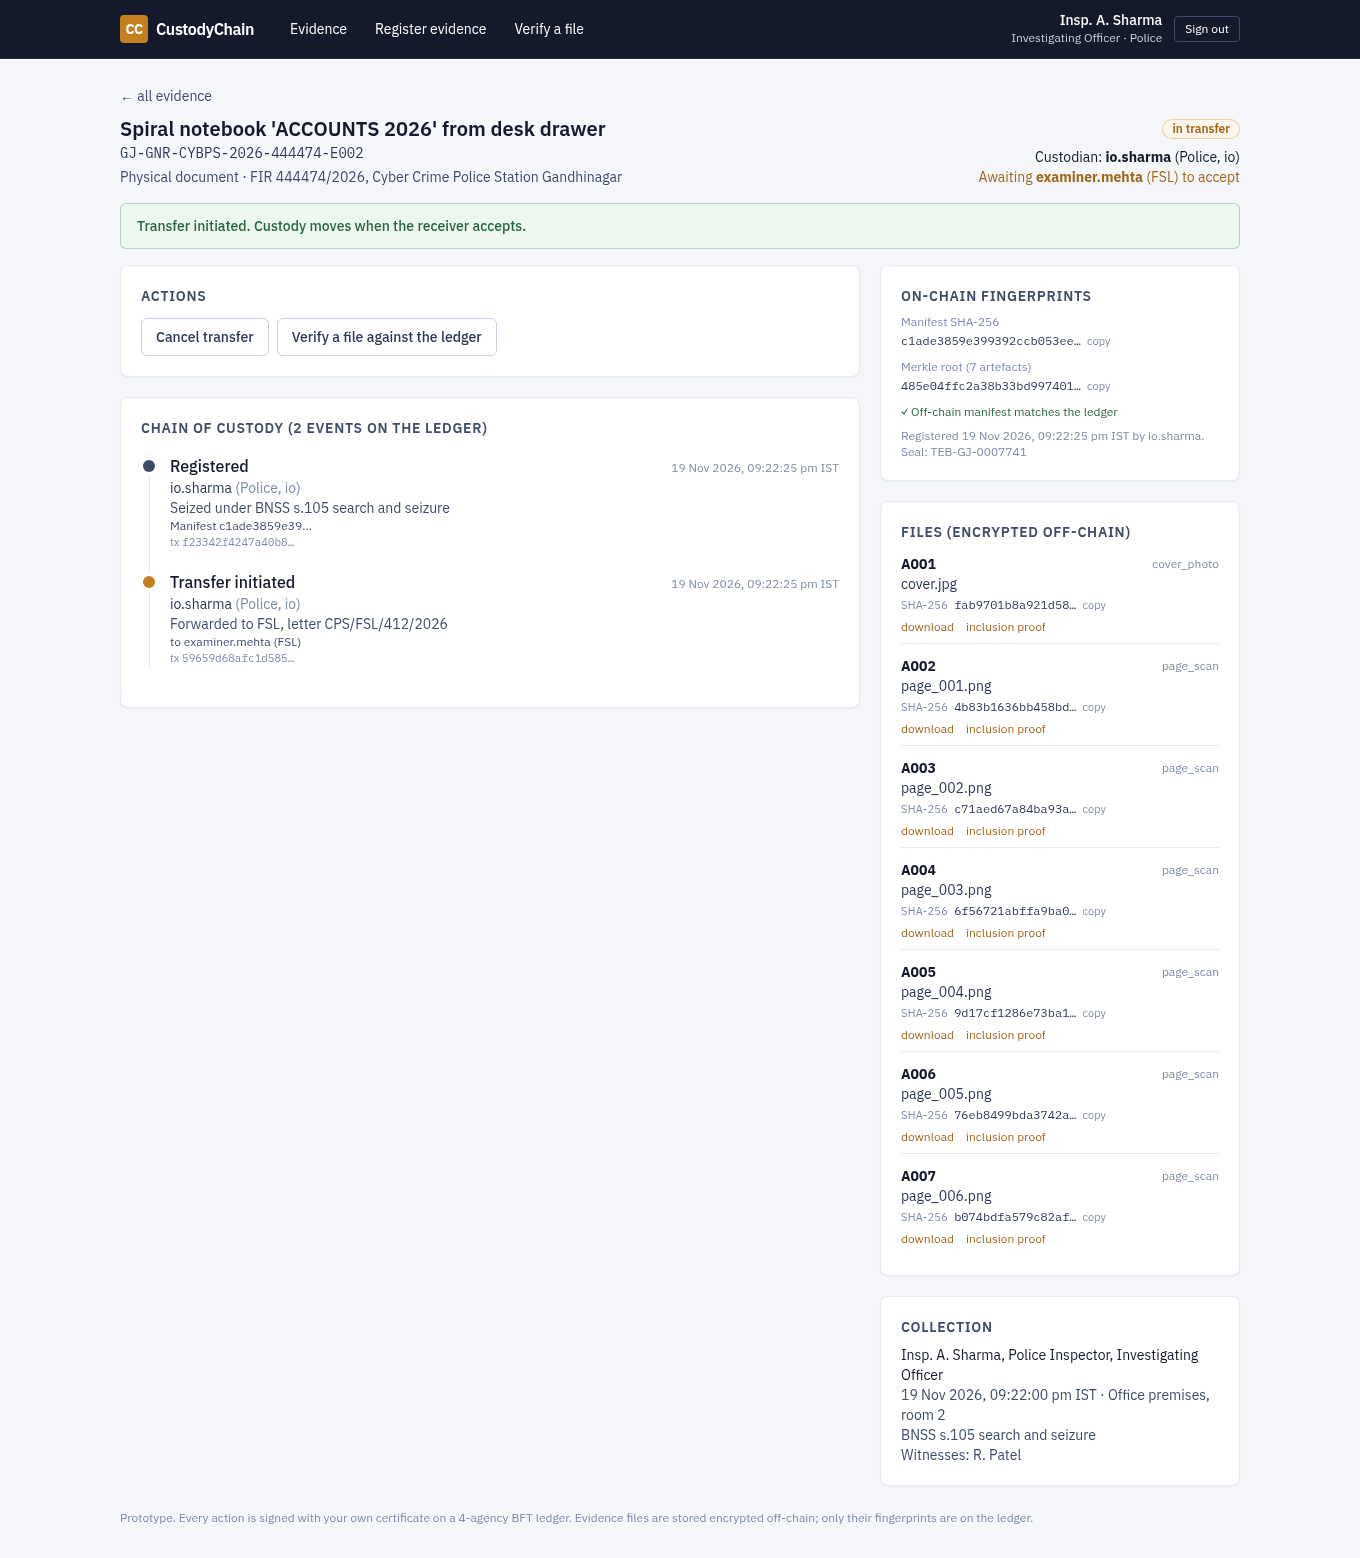 CC CustodyChain Evidence Register evidence Verify a file
Insp. A. Sharma
Investigating Officer · Police
Sign out
← all evidence
Spiral notebook 'ACCOUNTS 2026' from desk drawer
GJ-GNR-CYBPS-2026-444474-E002
Physical document · FIR 444474/2026, Cyber Crime Police Station Gandhinagar
in transfer
Custodian: io.sharma (Police, io)
Awaiting examiner.mehta (FSL) to accept
Transfer initiated. Custody moves when the receiver accepts.
ACTIONS
Cancel transfer Verify a file against the ledger
CHAIN OF CUSTODY (2 EVENTS ON THE LEDGER)
Registered 19 Nov 2026, 09:22:25 pm IST
io.sharma (Police, io)
Seized under BNSS s.105 search and seizure
Manifest c1ade3859e39…
tx f23342f4247a40b8…
Transfer initiated 19 Nov 2026, 09:22:25 pm IST
io.sharma (Police, io)
Forwarded to FSL, letter CPS/FSL/412/2026
to examiner.mehta (FSL)
tx 59659d68afc1d585…
ON-CHAIN FINGERPRINTS
Manifest SHA-256
c1ade3859e399392ccb053ee… copy
Merkle root (7 artefacts)
485e04ffc2a38b33bd997401… copy
✓ Off-chain manifest matches the ledger
Registered 19 Nov 2026, 09:22:25 pm IST by io.sharma.
Seal: TEB-GJ-0007741
FILES (ENCRYPTED OFF-CHAIN)
A001 cover_photo
cover.jpg
SHA-256 fab9701b8a921d58… copy
download inclusion proof
A002 page_scan
page_001.png
SHA-256 4b83b1636bb458bd… copy
download inclusion proof
A003 page_scan
page_002.png
SHA-256 c71aed67a84ba93a… copy
download inclusion proof
A004 page_scan
page_003.png
SHA-256 6f56721abffa9ba0… copy
download inclusion proof
A005 page_scan
page_004.png
SHA-256 9d17cf1286e73ba1… copy
download inclusion proof
A006 page_scan
page_005.png
SHA-256 76eb8499bda3742a… copy
download inclusion proof
A007 page_scan
page_006.png
SHA-256 b074bdfa579c82af… copy
download inclusion proof
COLLECTION
Insp. A. Sharma, Police Inspector, Investigating
Officer
19 Nov 2026, 09:22:00 pm IST · Office premises,
room 2
BNSS s.105 search and seizure
Witnesses: R. Patel
Prototype. Every action is signed with your own certificate on a 4-agency BFT ledger. Evidence files are stored encrypted off-chain; only their fingerprints are on the ledger.